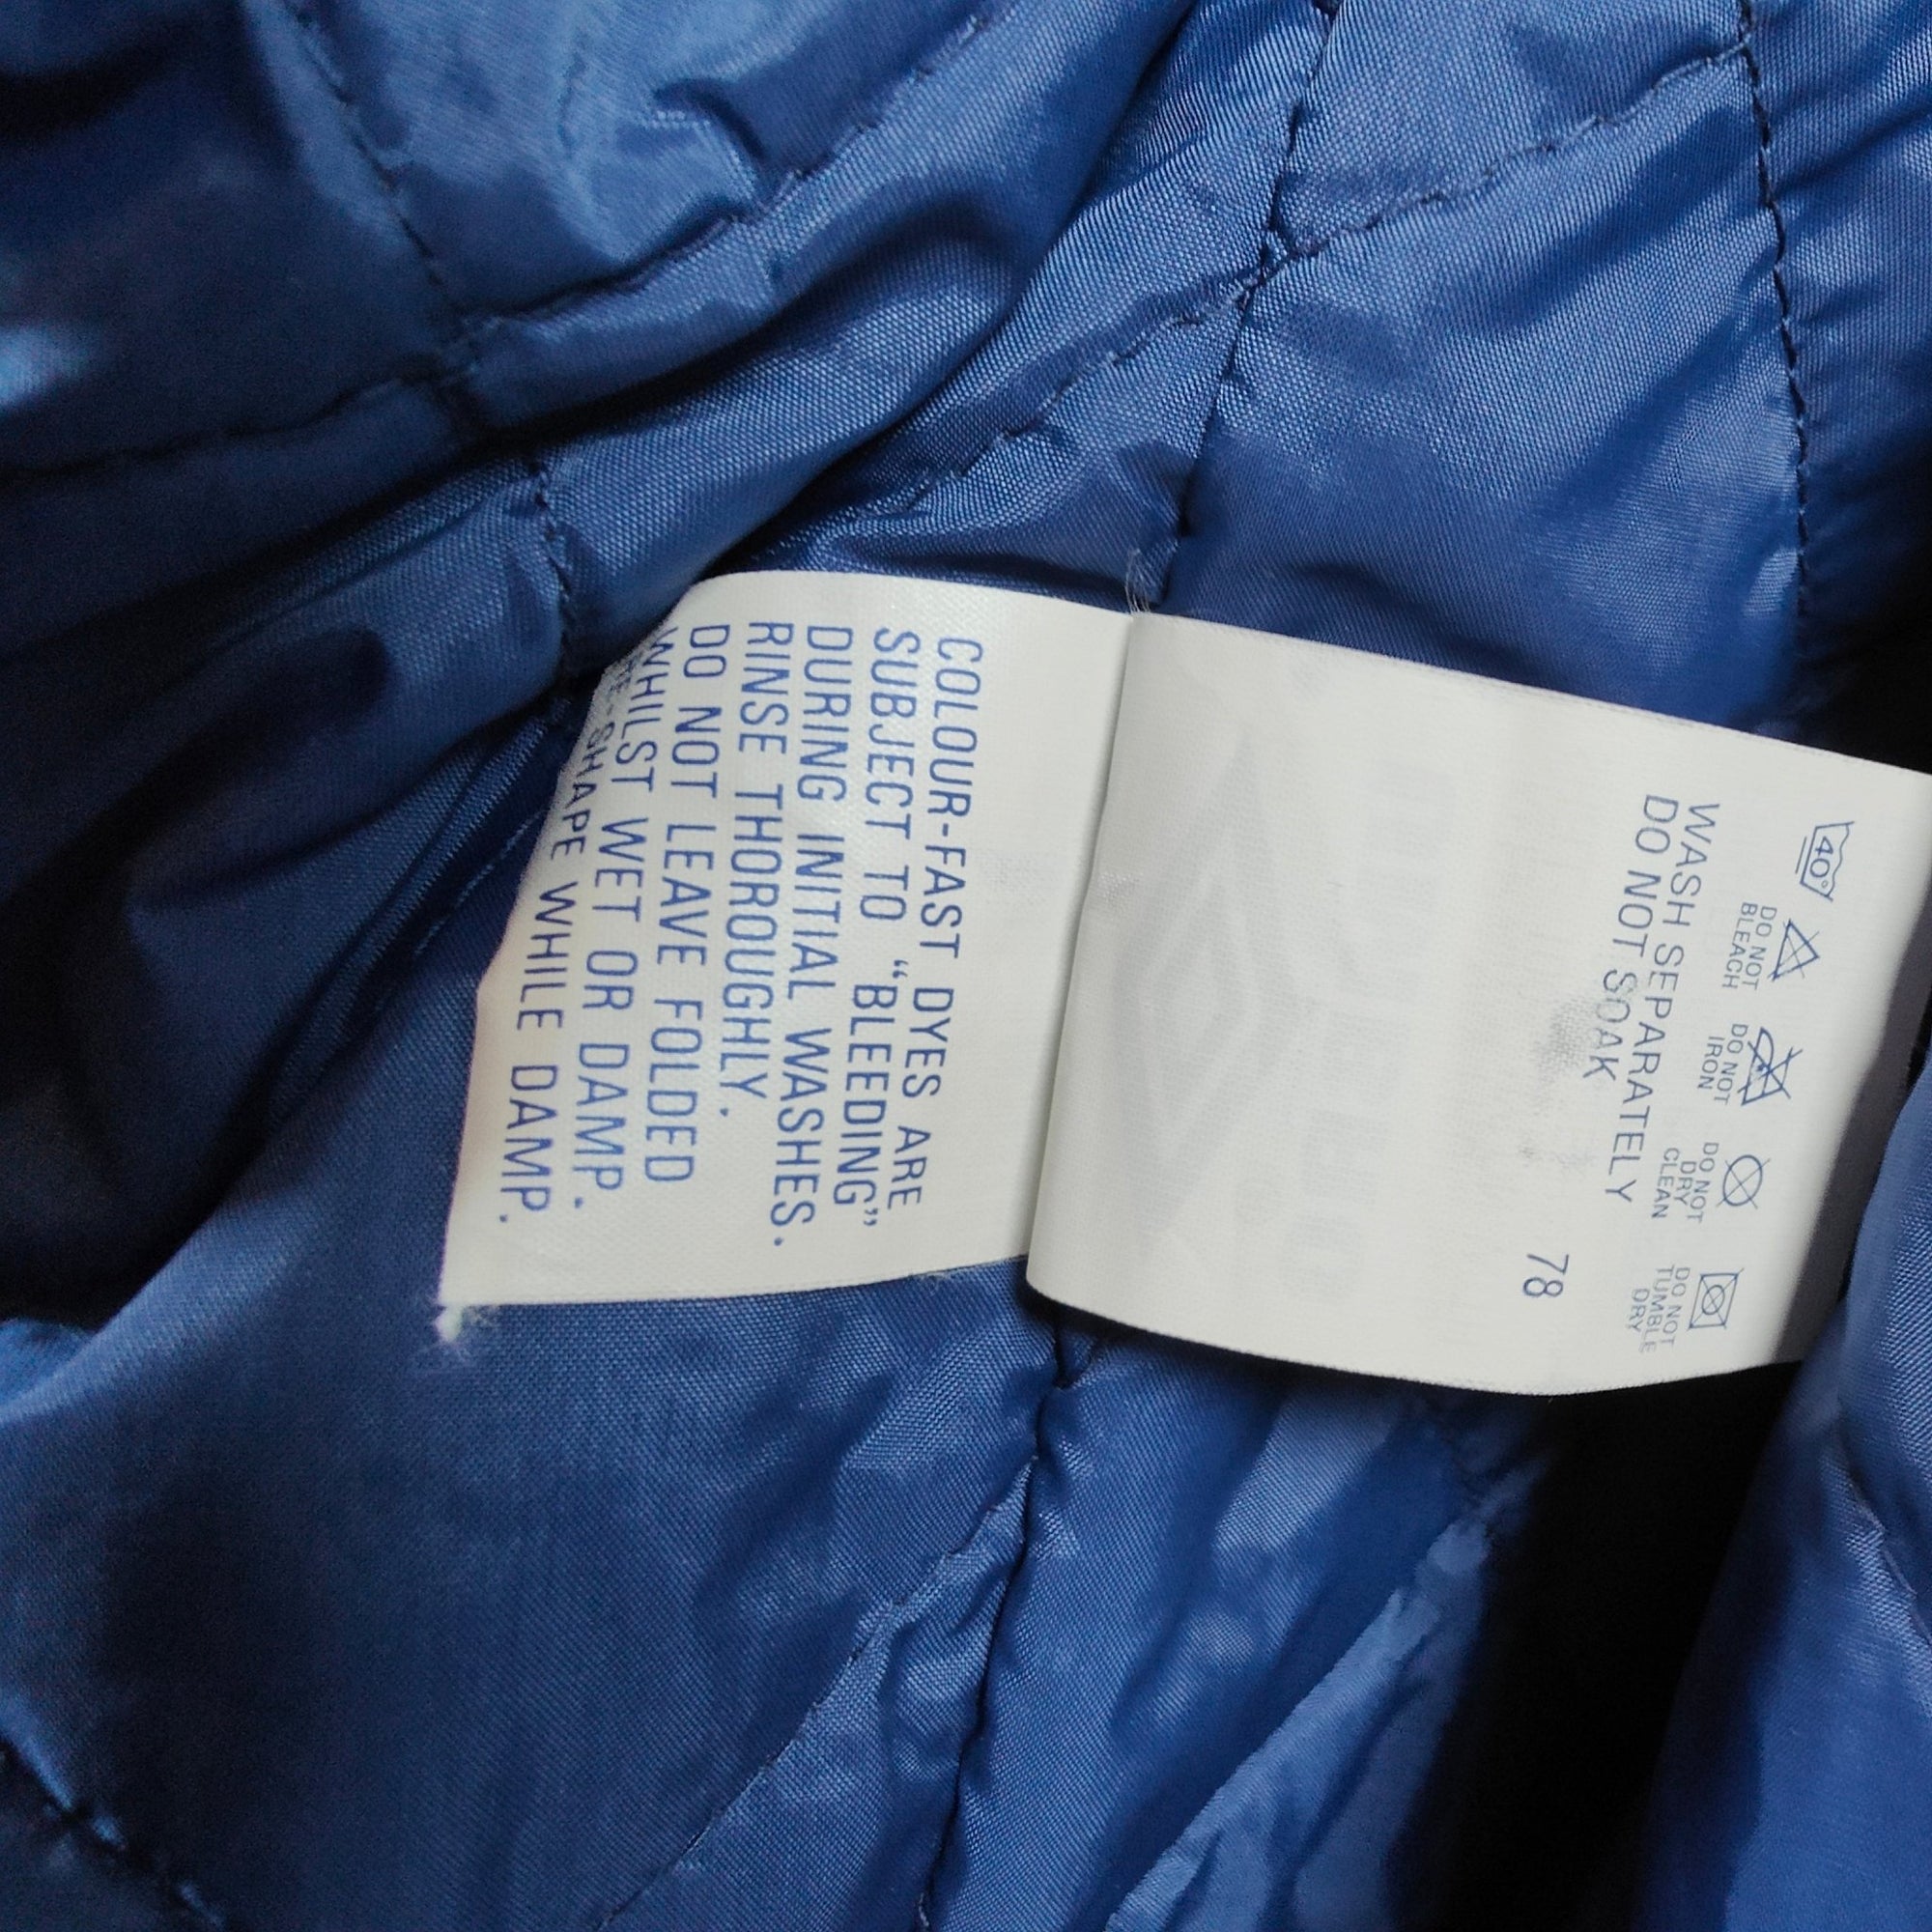 40°
DO NOT
BLEACH
DO NOT
IRON
DO NOT
DRY
CLEAN
DO NOT
TUMBLE
DRY
WASH SEPARATELY
DO NOT SOAK
78
COLOUR-FAST DYES ARE
SUBJECT TO “BLEEDING”
DURING INITIAL WASHES.
RINSE THOROUGHLY.
DO NOT LEAVE FOLDED
WHILST WET OR DAMP.
RE-SHAPE WHILE DAMP.